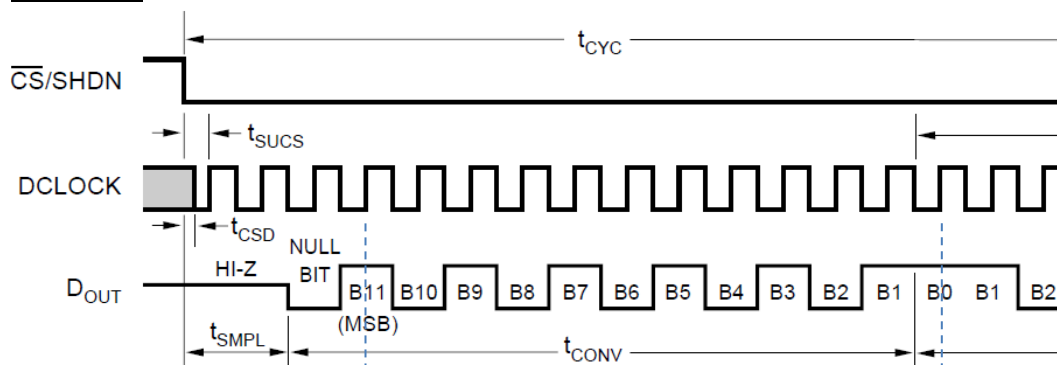 tCYC
CS/SHDN
tSUCS
DCLOCK
tCSD
NULL
BIT
HI-Z
DOUT
B11 B10 B9 B8 B7 B6 B5 B4 B3 B2 B1 B0 B1 B2
(MSB)
tSMPL
tCONV